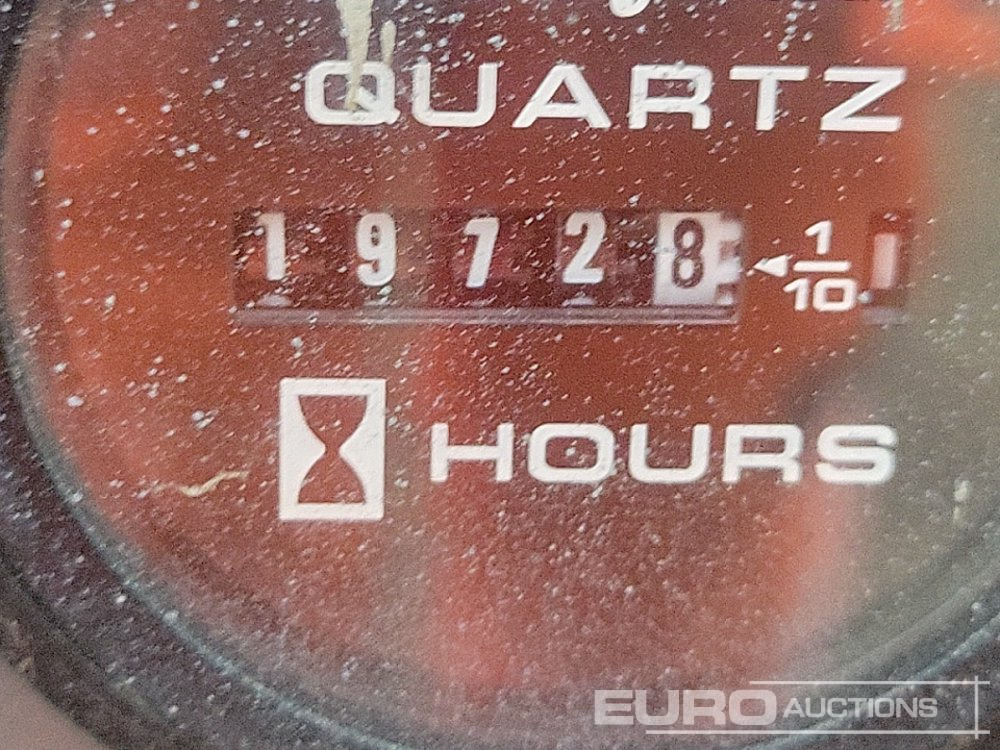 QUARTZ
19728 1/10
HOURS
EURO AUCTIONS